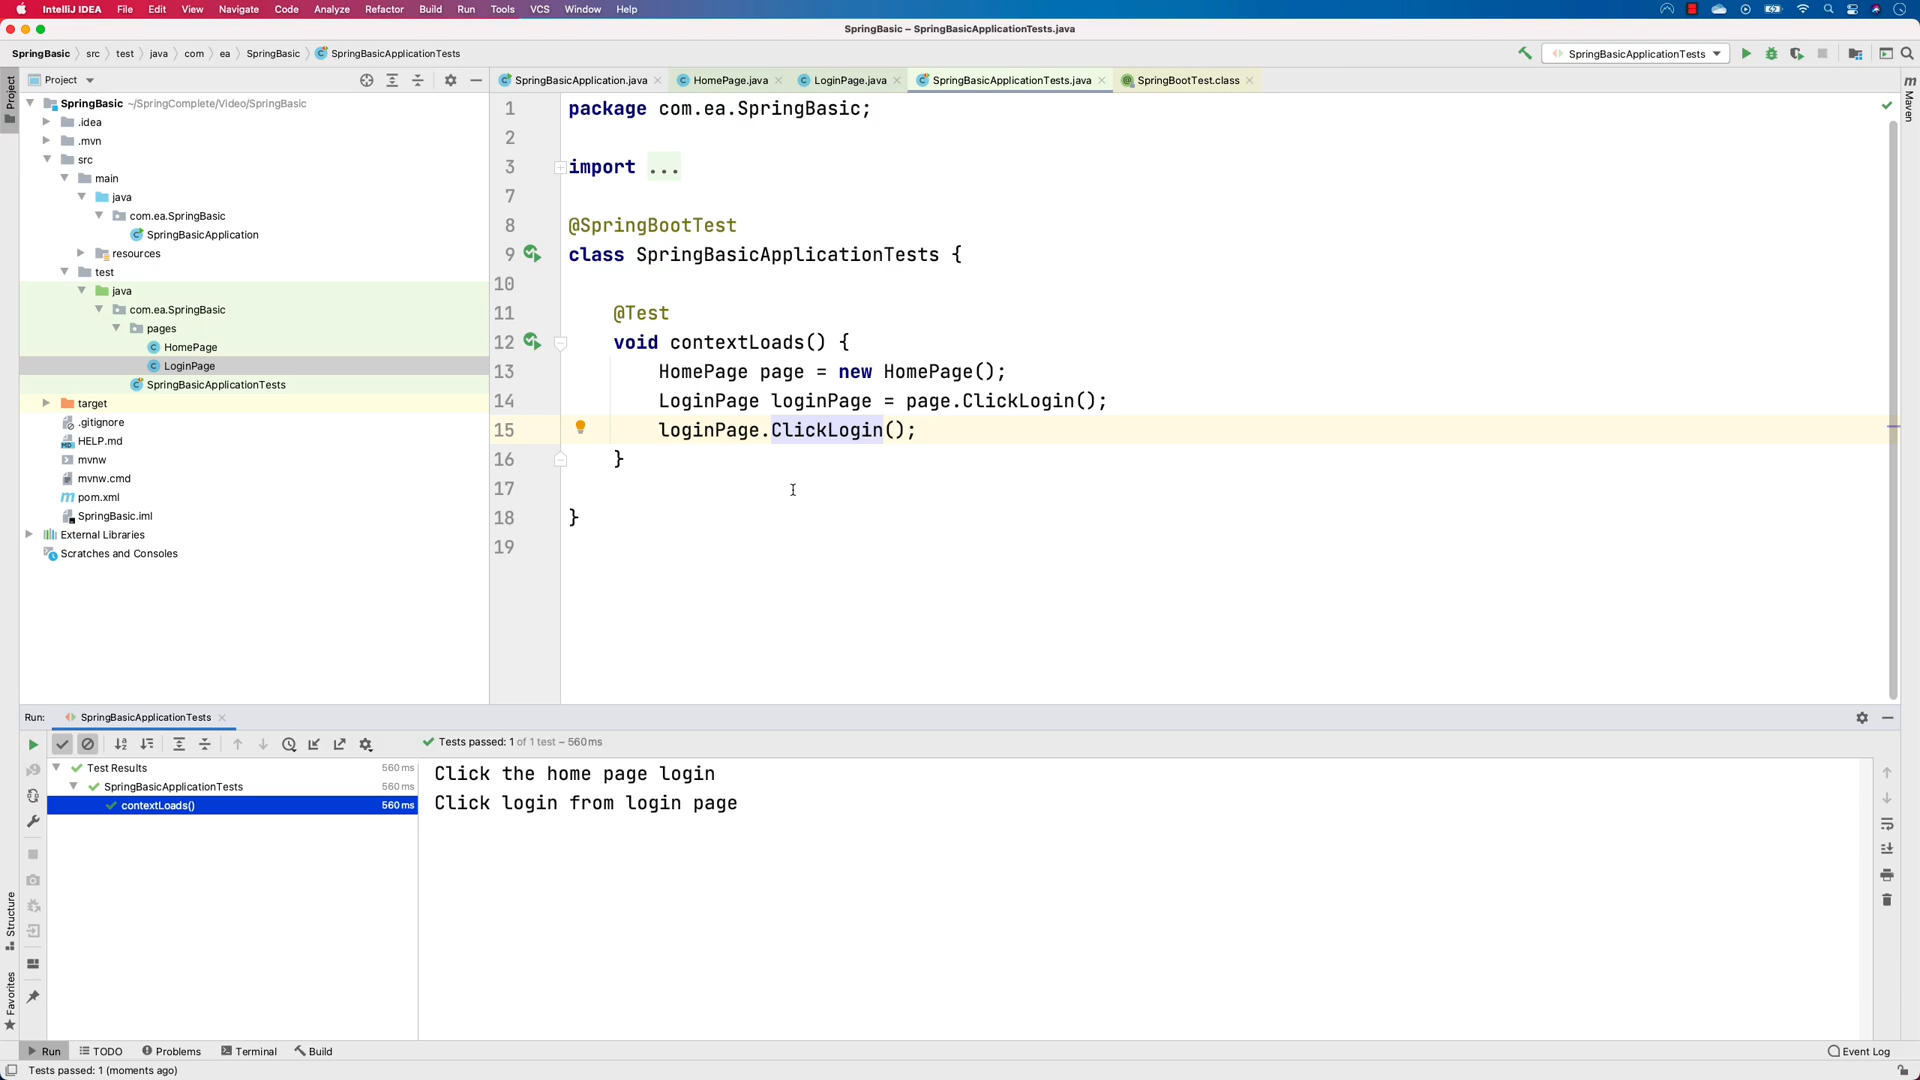 IntelliJ IDEA File Edit View Navigate Code Analyze Refactor Build Run Tools VCS Window Help
SpringBasic – SpringBasicApplicationTests.java
SpringBasic src test java com ea SpringBasic SpringBasicApplicationTests
SpringBasicApplicationTests
Project
SpringBasicApplication.java HomePage.java LoginPage.java SpringBasicApplicationTests.java SpringBootTest.class
Project
Maven
SpringBasic ~/SpringComplete/Video/SpringBasic
.idea
.mvn
src
main
java
com.ea.SpringBasic
SpringBasicApplication
resources
test
java
com.ea.SpringBasic
pages
HomePage
LoginPage
SpringBasicApplicationTests
target
.gitignore
HELP.md
mvnw
mvnw.cmd
pom.xml
SpringBasic.iml
External Libraries
Scratches and Consoles
1 package com.ea.SpringBasic;
2
3 import ...
7
8 @SpringBootTest
9 class SpringBasicApplicationTests {
10
11 @Test
12 void contextLoads() {
13 HomePage page = new HomePage();
14 LoginPage loginPage = page.ClickLogin();
15 loginPage.ClickLogin();
16 }
17
18 }
19
Run: SpringBasicApplicationTests
Tests passed: 1 of 1 test – 560 ms
Test Results 560 ms
SpringBasicApplicationTests 560 ms
contextLoads() 560 ms
Click the home page login
Click login from login page
Structure
Favorites
Run TODO Problems Terminal Build
Event Log
Tests passed: 1 (moments ago)